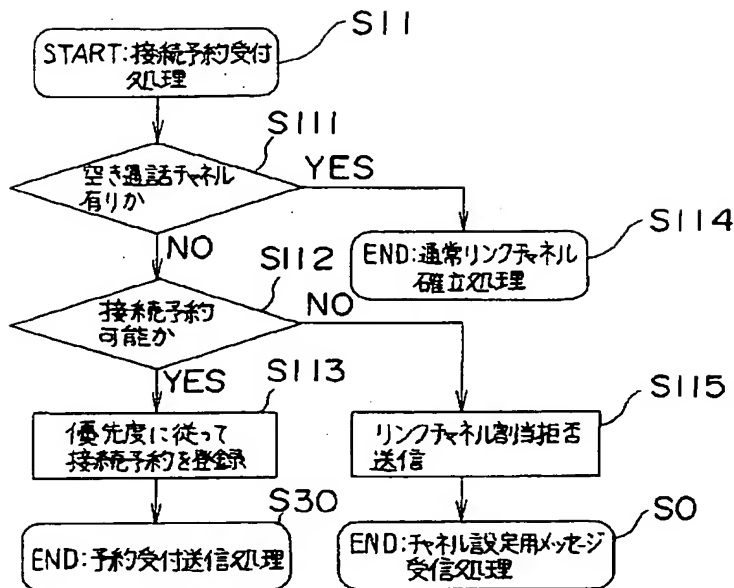 S11
START:接続予約受付
処理
S111
空き通話チャネル
有りか
YES
S114
NO
END:通常リンクチャネル
確立処理
S112
接続予約
可能か
NO
YES
S113
S115
優先度に従って
接続予約を登録
リンクチャネル割当拒否
送信
S30
S0
END:予約受付送信処理
END:チャネル設定用メッセージ
受信処理